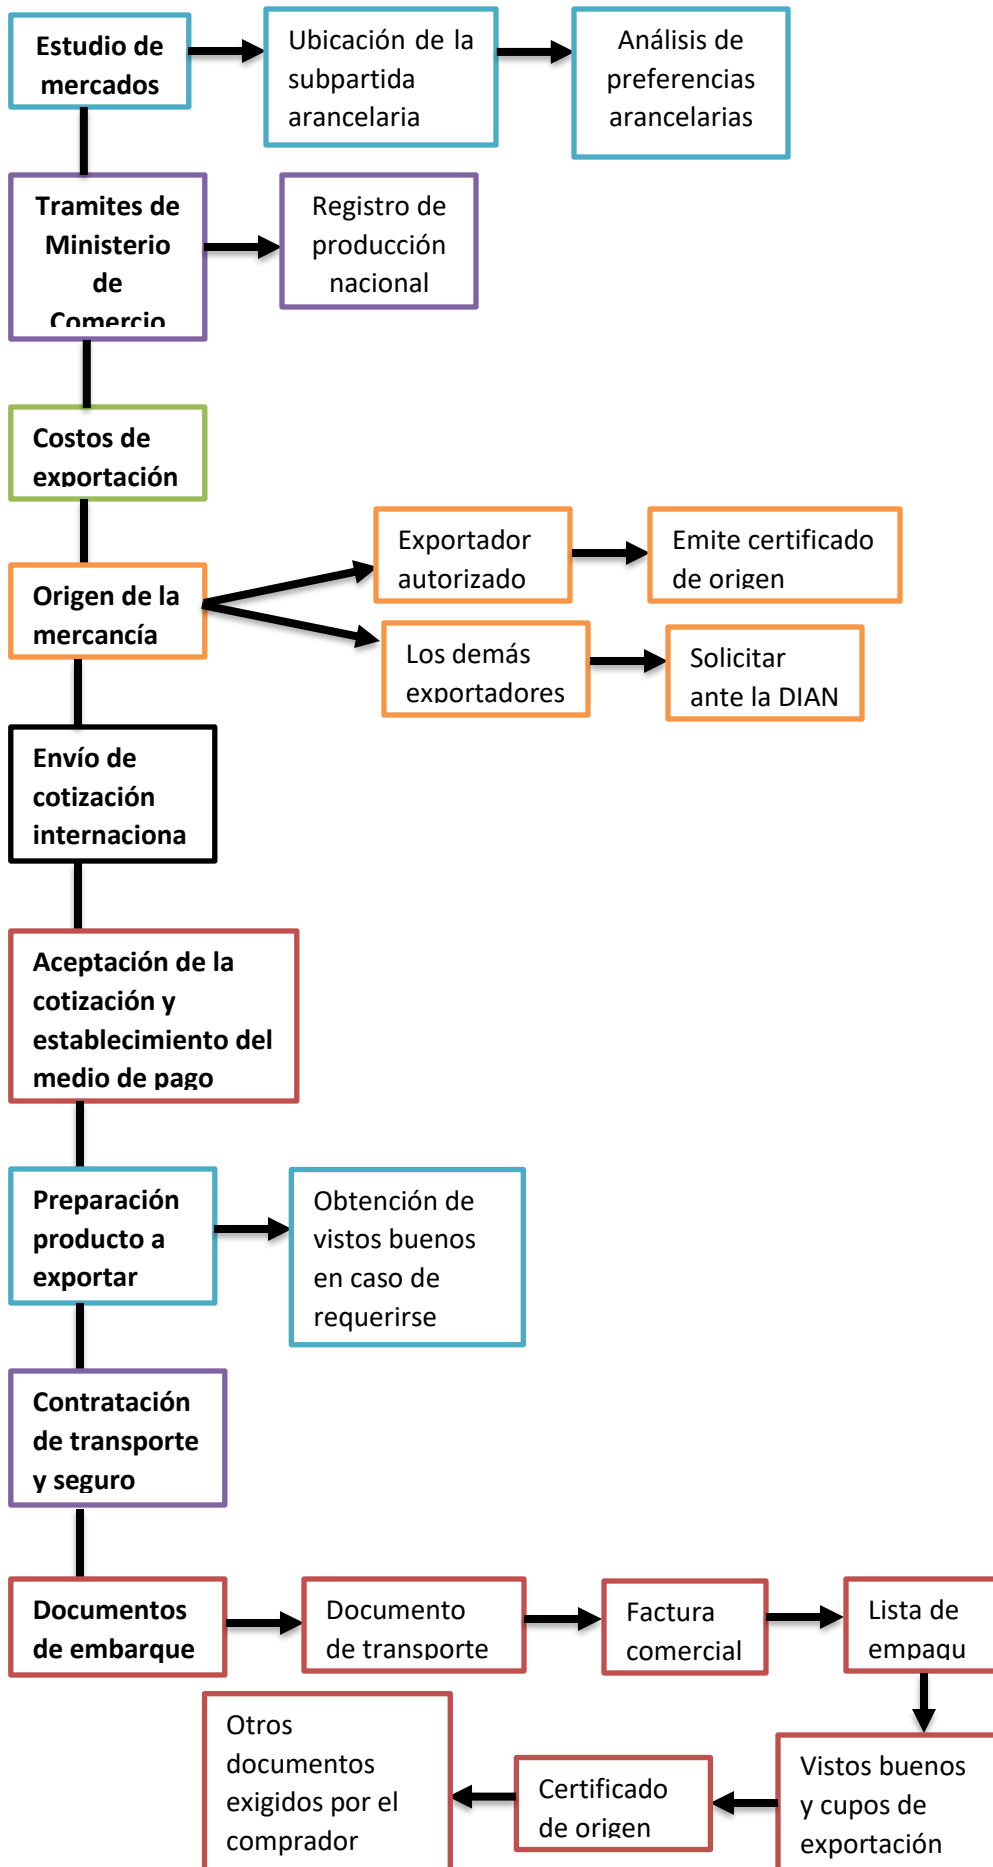 Estudio de
mercados
Ubicación de la
subpartida
arancelaria
Análisis de
preferencias
arancelarias
Tramites de
Ministerio
de
Comercio
Registro de
producción
nacional
Costos de
exportación
Origen de la
mercancía
Exportador
autorizado
Emite certificado
de origen
Los demás
exportadores
Solicitar
ante la DIAN
Envío de
cotización
internaciona
Aceptación de la
cotización y
establecimiento del
medio de pago
Preparación
producto a
exportar
Obtención de
vistos buenos
en caso de
requerirse
Contratación
de transporte
y seguro
Documentos
de embarque
Documento
de transporte
Factura
comercial
Lista de
empaqu
Vistos buenos
y cupos de
exportación
Certificado
de origen
Otros
documentos
exigidos por el
comprador